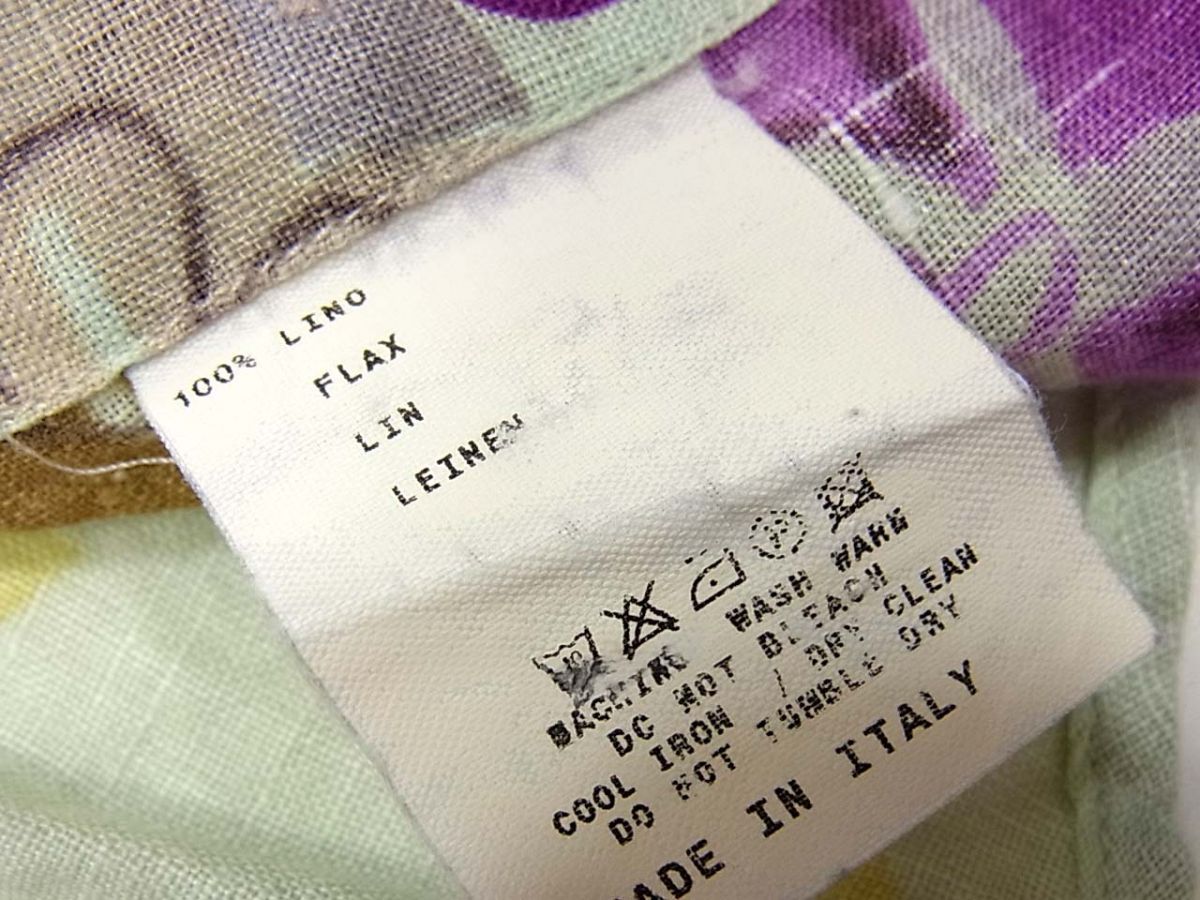 100% LINO
FLAX
LIN
LEINEN
P
MACHINE WASH WARM
DO NOT BLEACH
COOL IRON / DRY CLEAN
DO NOT TUMBLE DRY
MADE IN ITALY